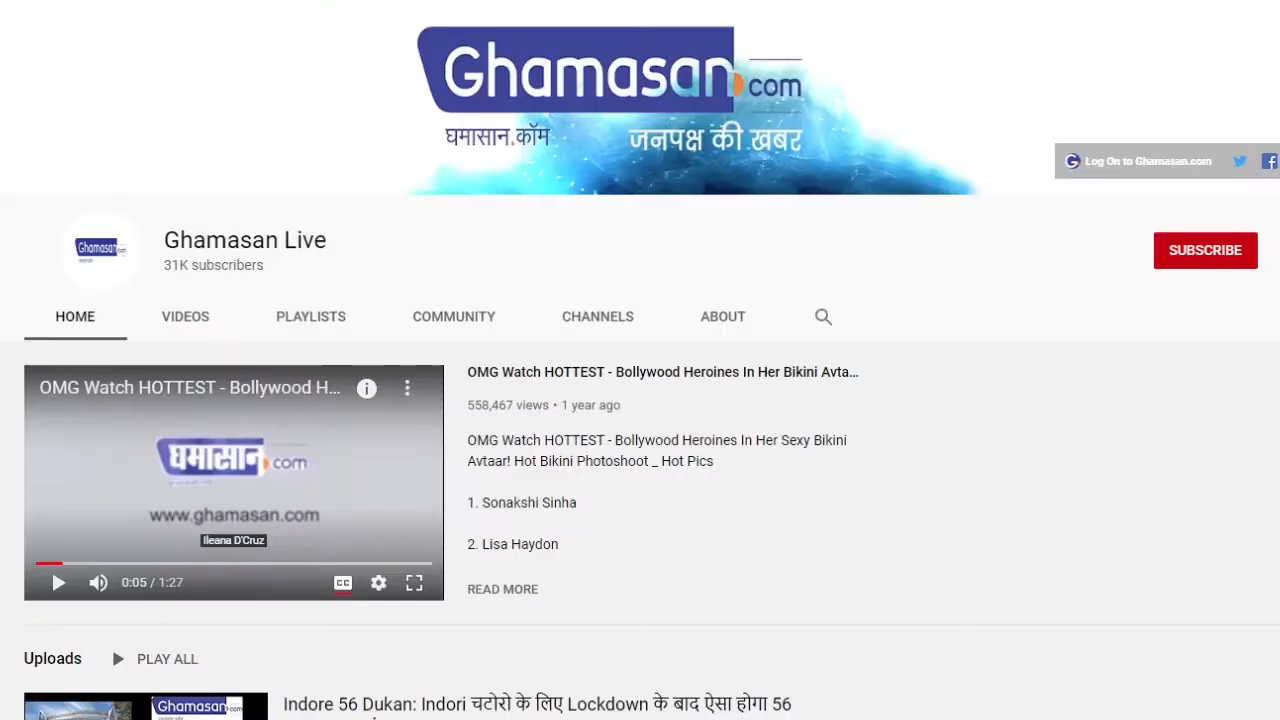 Ghamasan.com
घमासान.कॉम
जनपक्ष की खबर
Log On to Ghamasan.com
Ghamasan
Ghamasan Live
31K subscribers
SUBSCRIBE
HOME VIDEOS PLAYLISTS COMMUNITY CHANNELS ABOUT
OMG Watch HOTTEST - Bollywood H...
घमासान.com
www.ghamasan.com
Ileana D'Cruz
0:05 / 1:27
CC
OMG Watch HOTTEST - Bollywood Heroines In Her Bikini Avta...
558,467 views • 1 year ago
OMG Watch HOTTEST - Bollywood Heroines In Her Sexy Bikini
Avtaar! Hot Bikini Photoshoot _ Hot Pics
1. Sonakshi Sinha
2. Lisa Haydon
READ MORE
Uploads PLAY ALL
Ghamasan
Indore 56 Dukan: Indori चटोरो के लिए Lockdown के बाद ऐसा होगा 56